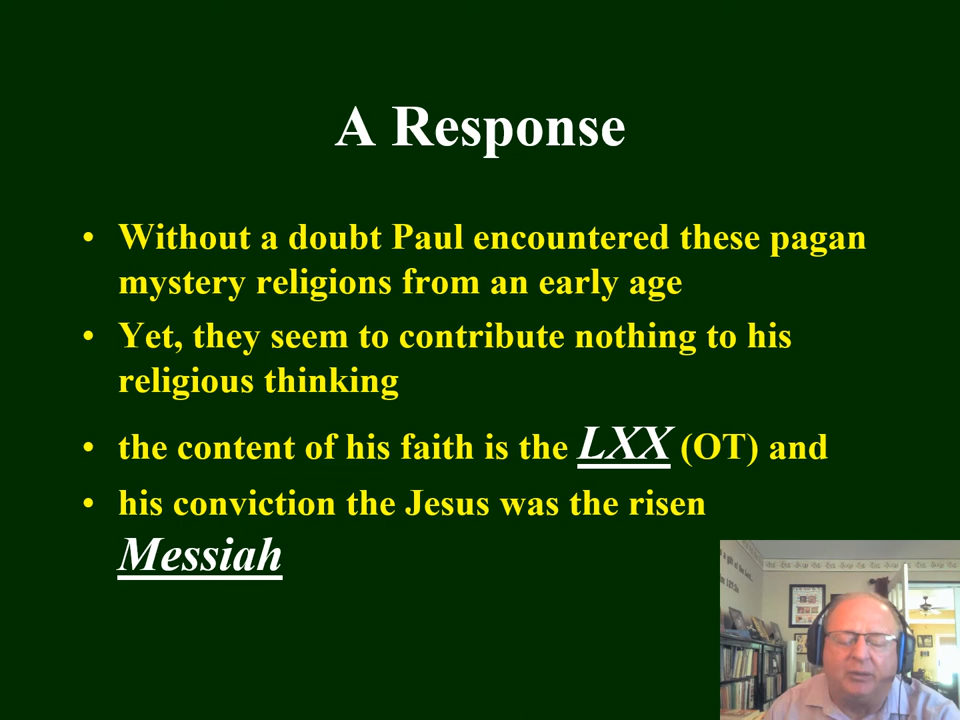 A Response
• Without a doubt Paul encountered these pagan
mystery religions from an early age
• Yet, they seem to contribute nothing to his
religious thinking
• the content of his faith is the LXX (OT) and
• his conviction the Jesus was the risen
Messiah